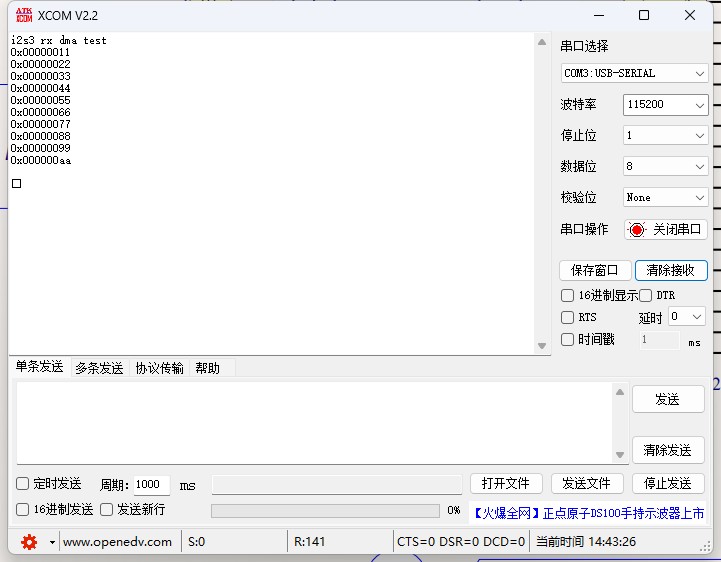 ATK XCOM XCOM V2.2
i2s3 rx dma test
0x00000011
0x00000022
0x00000033
0x00000044
0x00000055
0x00000066
0x00000077
0x00000088
0x00000099
0x000000aa
串口选择
COM3:USB-SERIAL
波特率 115200
停止位 1
数据位 8
校验位 None
串口操作 关闭串口
保存窗口 清除接收
16进制显示 DTR
RTS 延时 0
时间戳 1 ms
单条发送 多条发送 协议传输 帮助
发送
清除发送
定时发送 周期: 1000 ms 打开文件 发送文件 停止发送
16进制发送 发送新行 0% 【火爆全网】正点原子DS100手持示波器上市
www.openedv.com S:0 R:141 CTS=0 DSR=0 DCD=0 当前时间 14:43:26
2